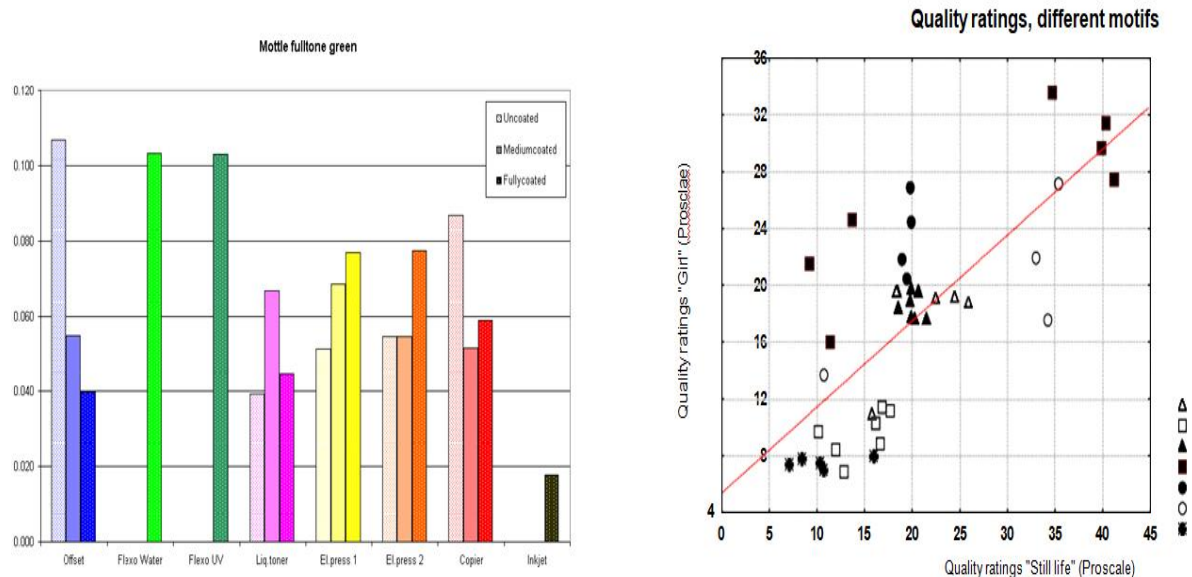 Mottle fulltone green
0.120
0.100
0.080
0.060
0.040
0.020
0.000
Uncoated
Mediumcoated
Fullycoated
Offset Flexo Water Flexo UV Liq.toner El.press 1 El.press 2 Copier Inkjet
Quality ratings, different motifs
Quality ratings "Girl" (Prosclae)
36
32
28
24
20
16
12
8
4
0 5 10 15 20 25 30 35 40 45
Quality ratings "Still life" (Proscale)